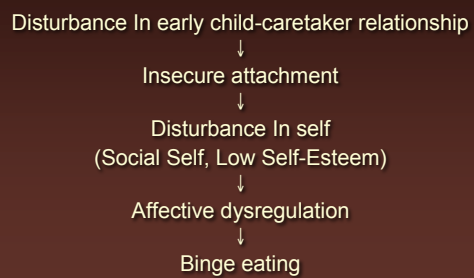 Disturbance In early child-caretaker relationship
↓
Insecure attachment
↓
Disturbance In self
(Social Self, Low Self-Esteem)
↓
Affective dysregulation
↓
Binge eating